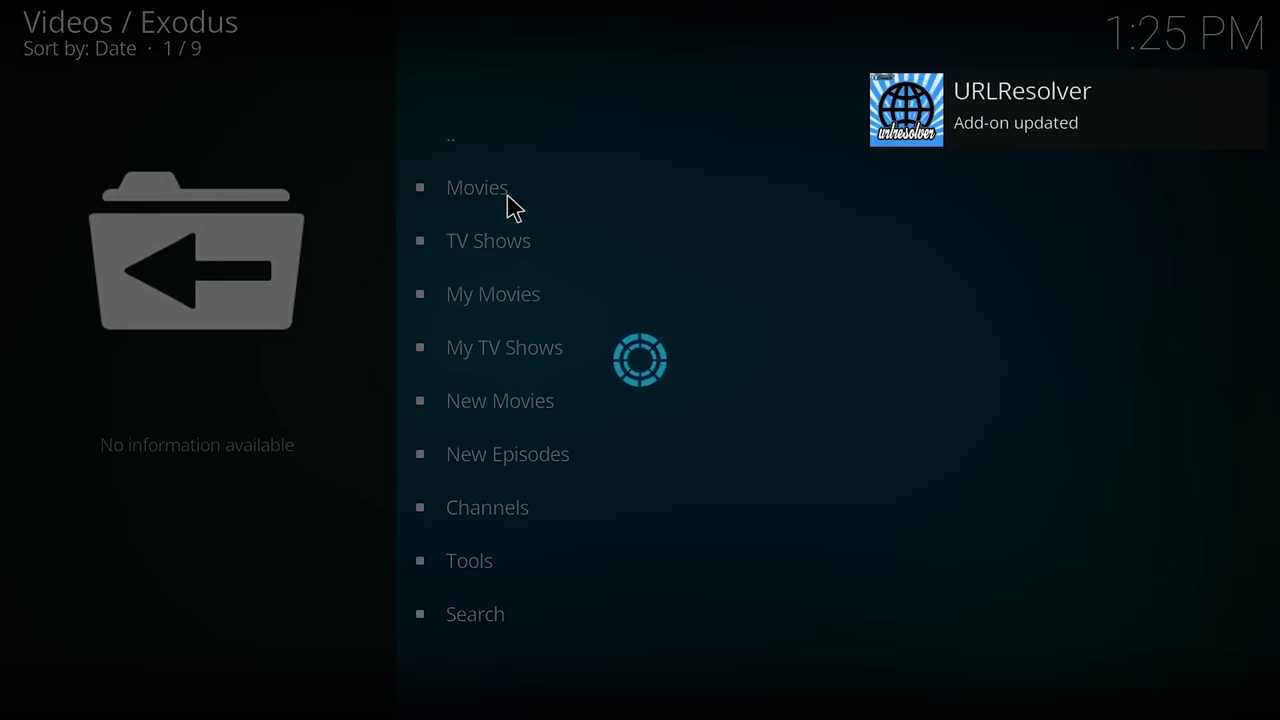 Videos / Exodus
Sort by: Date · 1 / 9
1:25 PM
URLResolver
Add-on updated
urlresolver
..
Movies
TV Shows
My Movies
My TV Shows
New Movies
New Episodes
Channels
Tools
Search
No information available